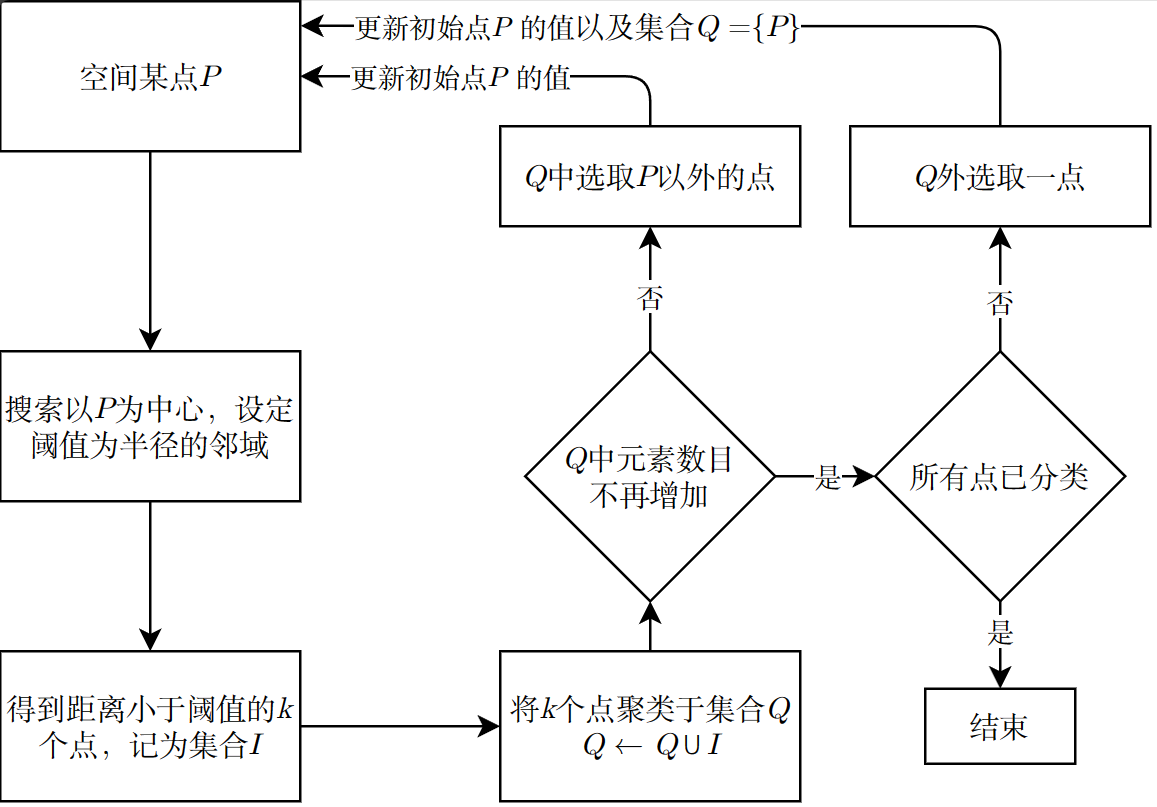 更新初始点P 的值以及集合Q ={P}
空间某点P
更新初始点P 的值
Q中选取P以外的点
Q外选取一点
否
否
搜索以P为中心，设定
阈值为半径的邻域
Q中元素数目
不再增加
是
所有点已分类
是
得到距离小于阈值的k
个点，记为集合I
将k个点聚类于集合Q
Q ← Q∪I
结束